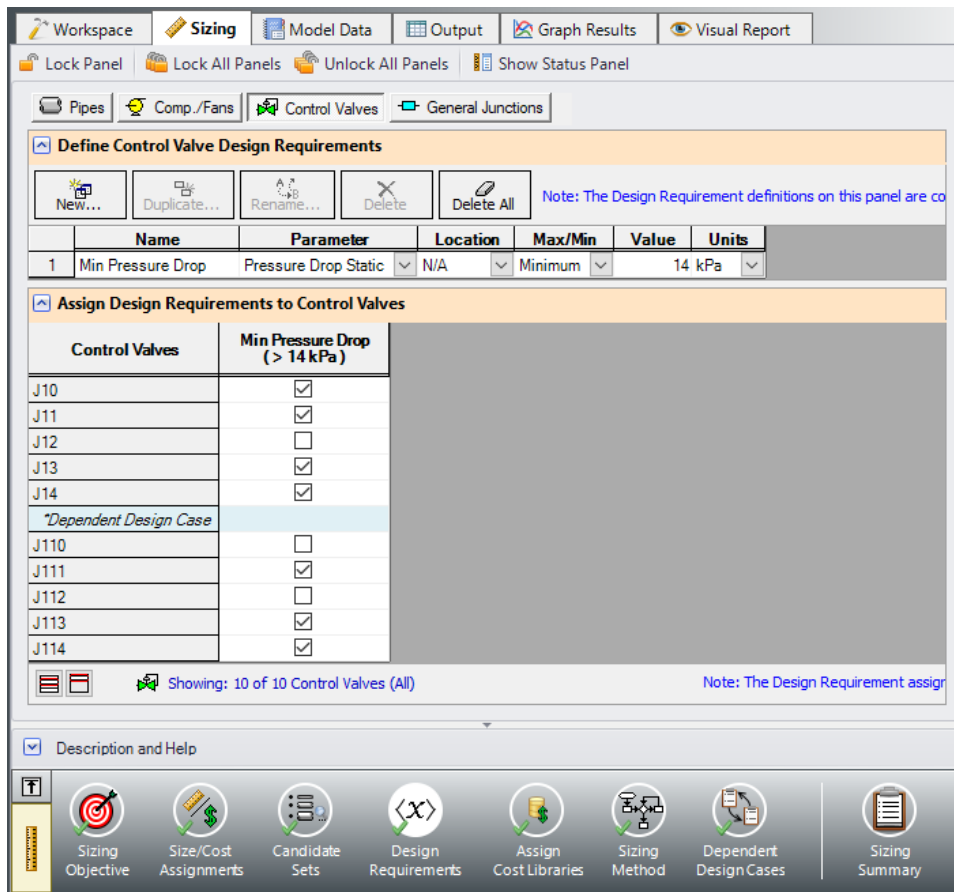 Workspace Sizing Model Data Output Graph Results Visual Report
Lock Panel Lock All Panels Unlock All Panels Show Status Panel
Pipes Comp./Fans Control Valves General Junctions
Define Control Valve Design Requirements
New... Duplicate... Rename... Delete Delete All Note: The Design Requirement definitions on this panel are co
Name Parameter Location Max/Min Value Units
1 Min Pressure Drop Pressure Drop Static N/A Minimum 14 kPa
Assign Design Requirements to Control Valves
Control Valves Min Pressure Drop
( > 14 kPa )
J10
J11
J12
J13
J14
*Dependent Design Case
J110
J111
J112
J113
J114
Showing: 10 of 10 Control Valves (All) Note: The Design Requirement assigr
Description and Help
Sizing Size/Cost Candidate Design Assign Sizing Dependent Sizing
Objective Assignments Sets Requirements Cost Libraries Method Design Cases Summary